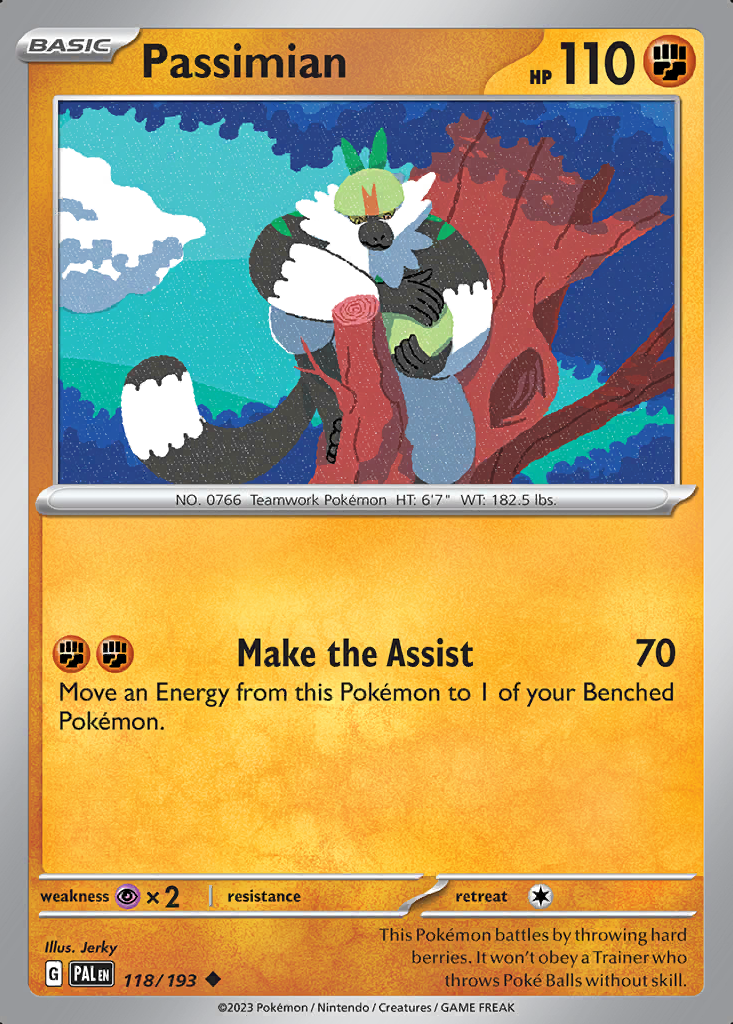 BASIC
Passimian
HP 110
NO. 0766 Teamwork Pokémon HT: 6'7" WT: 182.5 lbs.
Make the Assist 70
Move an Energy from this Pokémon to 1 of your Benched
Pokémon.
weakness ×2 resistance retreat
Illus. Jerky
G PAL EN 118/193
This Pokémon battles by throwing hard
berries. It won't obey a Trainer who
throws Poké Balls without skill.
©2023 Pokémon / Nintendo / Creatures / GAME FREAK